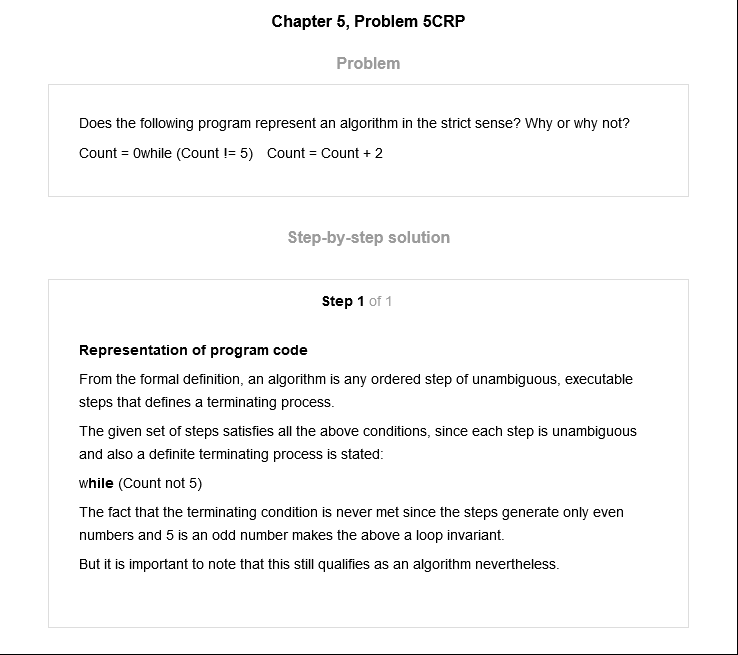 Chapter 5, Problem 5CRP
Problem
Does the following program represent an algorithm in the strict sense? Why or why not?
Count = 0while (Count != 5)   Count = Count + 2
Step-by-step solution
Step 1 of 1
Representation of program code
From the formal definition, an algorithm is any ordered step of unambiguous, executable
steps that defines a terminating process.
The given set of steps satisfies all the above conditions, since each step is unambiguous
and also a definite terminating process is stated:
while (Count not 5)
The fact that the terminating condition is never met since the steps generate only even
numbers and 5 is an odd number makes the above a loop invariant.
But it is important to note that this still qualifies as an algorithm nevertheless.